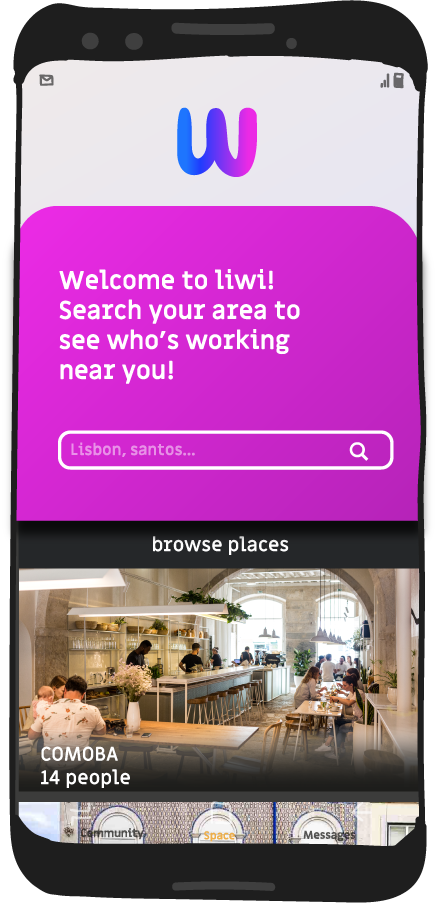 W
Welcome to liwi!
Search your area to
see who's working
near you!
Lisbon, santos...
browse places
COMOBA
14 people
Community
Space
Messages